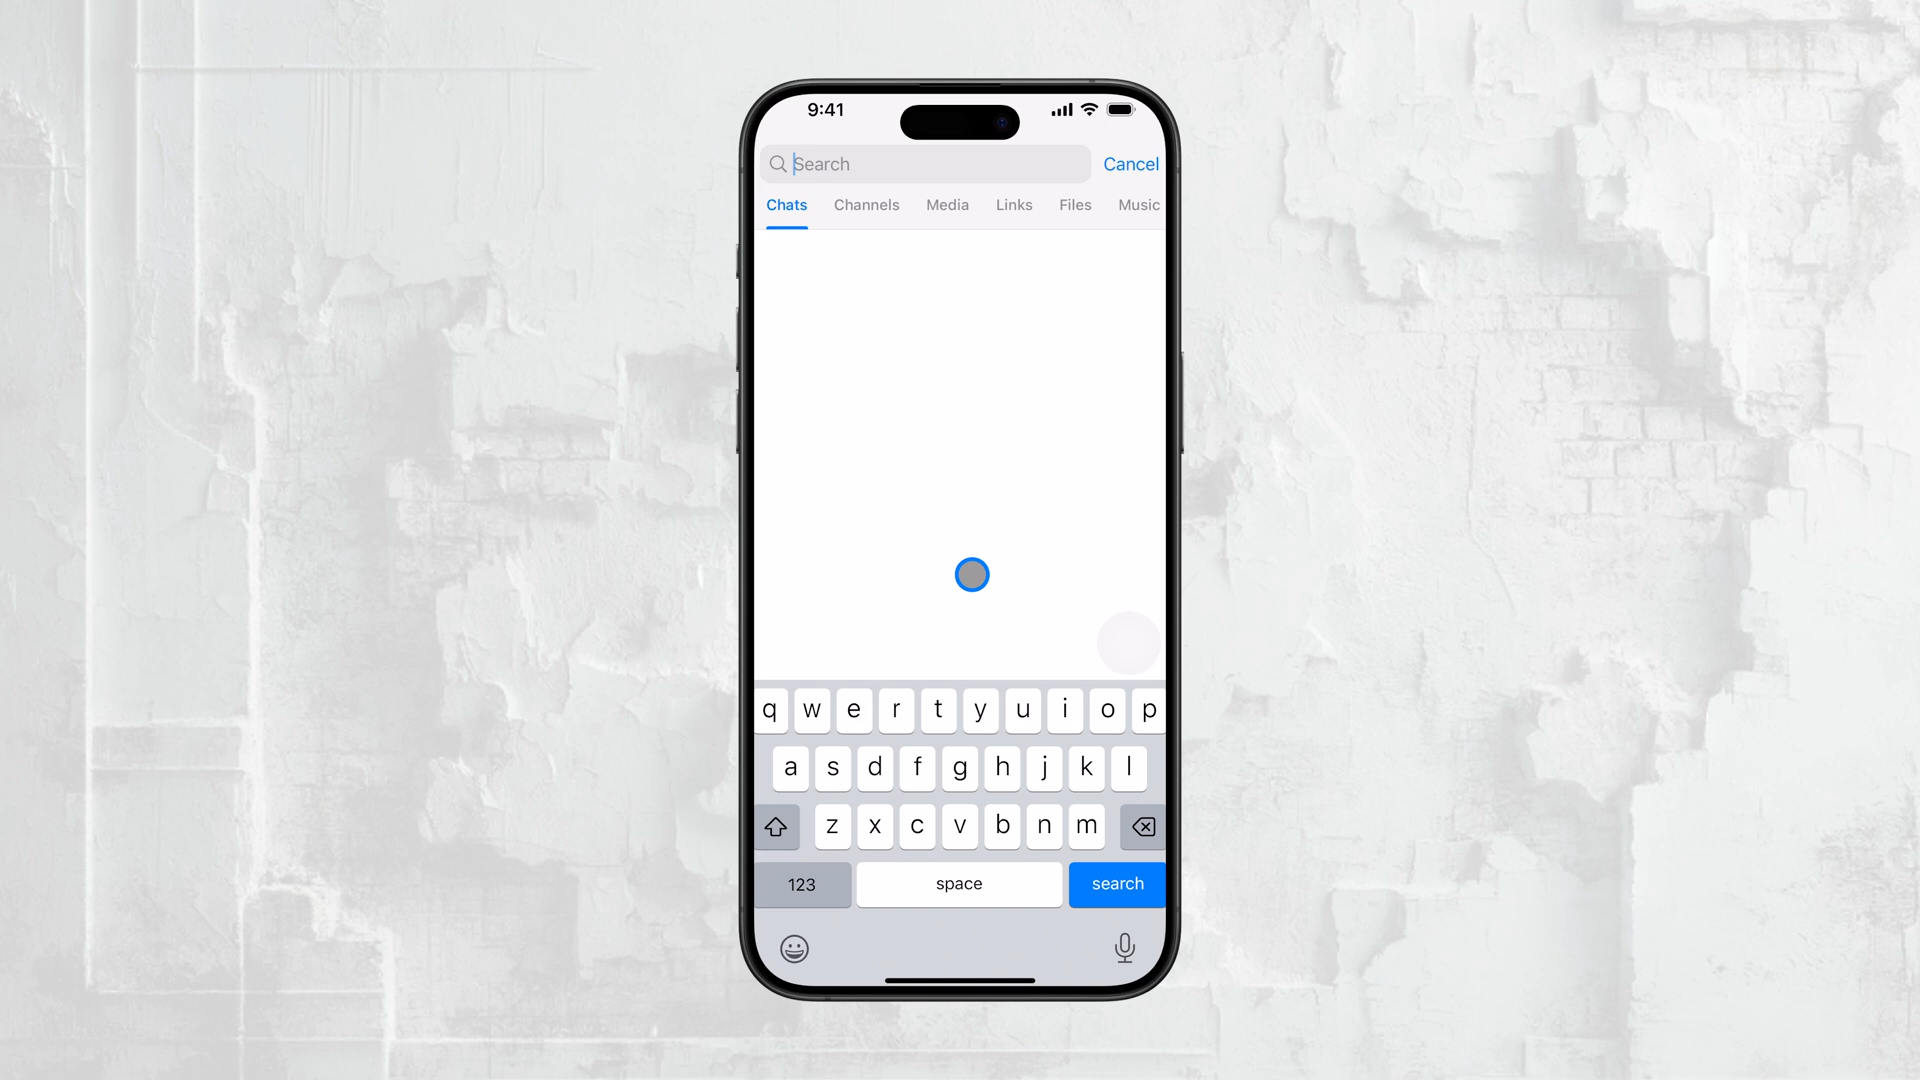 9:41
Search
Cancel
Chats Channels Media Links Files Music
q w e r t y u i o p
a s d f g h j k l
z x c v b n m
123 space search